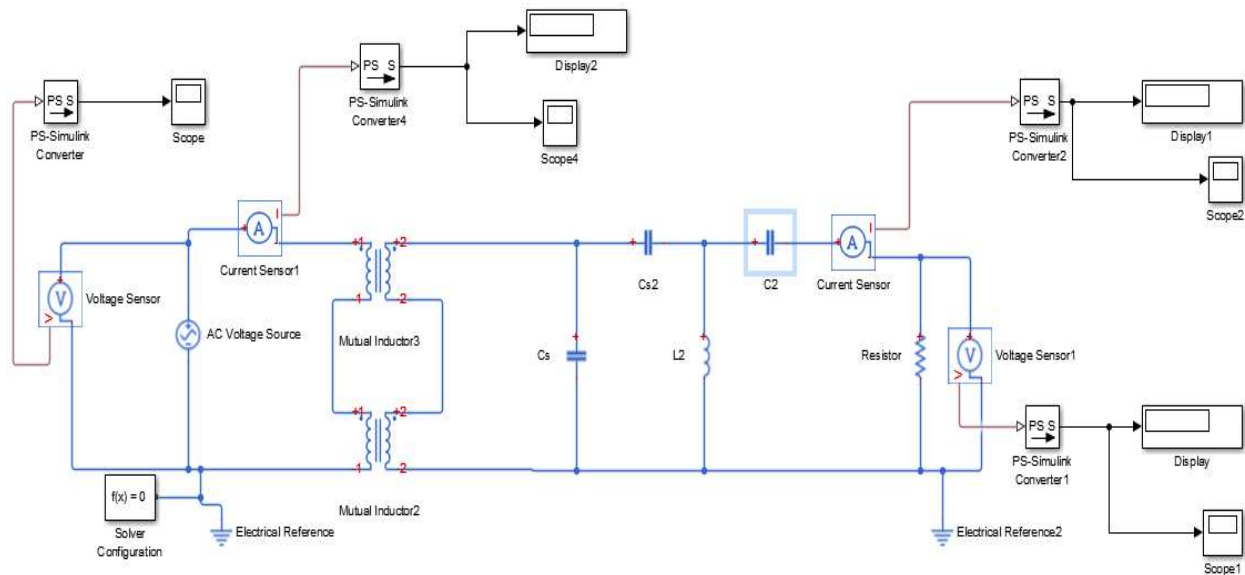 PS S
Display2
PS-Simulink
Converter4
Scope4
PS S
PS-Simulink
Converter
Scope
PS S
PS-Simulink
Converter2
Display1
Scope2
A
I
Current Sensor1
V
Voltage Sensor
AC Voltage Source
+1
+2
1
2
Mutual Inductor3
+1
+2
1
2
Mutual Inductor2
Cs2
C2
A
I
Current Sensor
Cs
L2
Resistor
V
Voltage Sensor1
PS S
PS-Simulink
Converter1
Display
Scope1
f(x) = 0
Solver
Configuration
Electrical Reference
Electrical Reference2